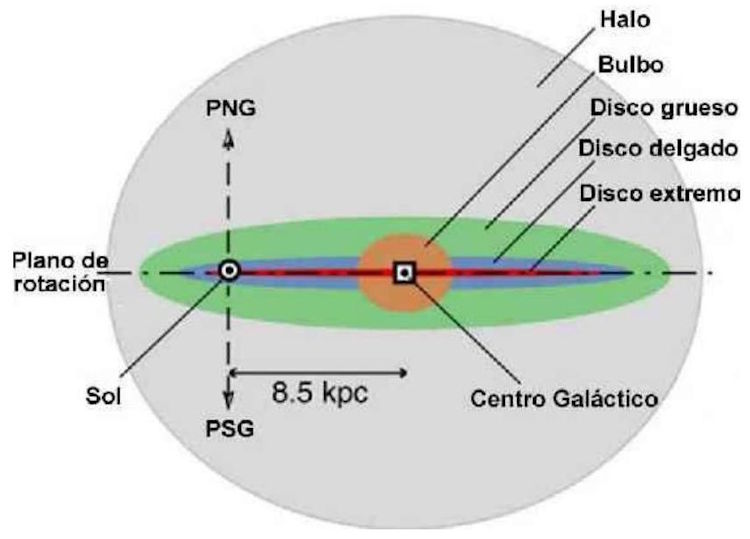 Halo
Bulbo
PNG
Disco grueso
Disco delgado
Disco extremo
Plano de
rotación
Sol
8.5 kpc
Centro Galáctico
PSG